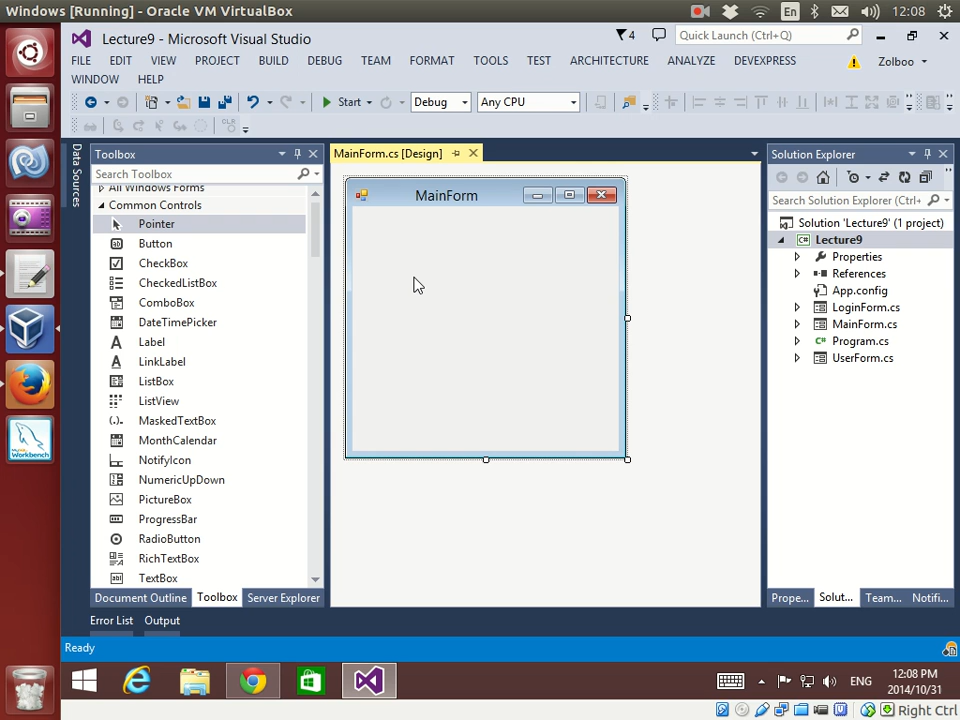 Windows [Running] - Oracle VM VirtualBox
En
12:08
Lecture9 - Microsoft Visual Studio
4
Quick Launch (Ctrl+Q)
FILE EDIT VIEW PROJECT BUILD DEBUG TEAM FORMAT TOOLS TEST ARCHITECTURE ANALYZE DEVEXPRESS
Zolboo
WINDOW HELP
Start
Debug
Any CPU
Data Sources
Toolbox
Search Toolbox
All Windows Forms
Common Controls
Pointer
Button
CheckBox
CheckedListBox
ComboBox
DateTimePicker
Label
LinkLabel
ListBox
ListView
MaskedTextBox
MonthCalendar
NotifyIcon
NumericUpDown
PictureBox
ProgressBar
RadioButton
RichTextBox
TextBox
Document Outline Toolbox Server Explorer
MainForm.cs [Design]
MainForm
Solution Explorer
Search Solution Explorer (Ctrl+
Solution 'Lecture9' (1 project)
C# Lecture9
Properties
References
App.config
LoginForm.cs
MainForm.cs
C# Program.cs
UserForm.cs
Prope... Solut... Team... Notifi...
Error List Output
Ready
ENG
12:08 PM
2014/10/31
Right Ctrl